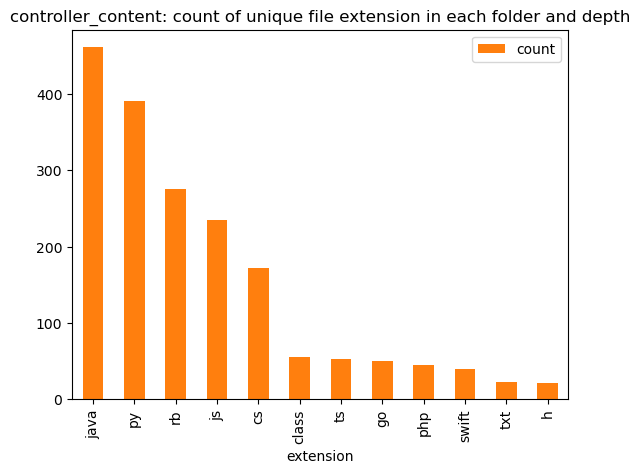 controller_content: count of unique file extension in each folder and depth
count
400
300
200
100
0
java
py
rb
js
cs
class
ts
go
php
swift
txt
h
extension